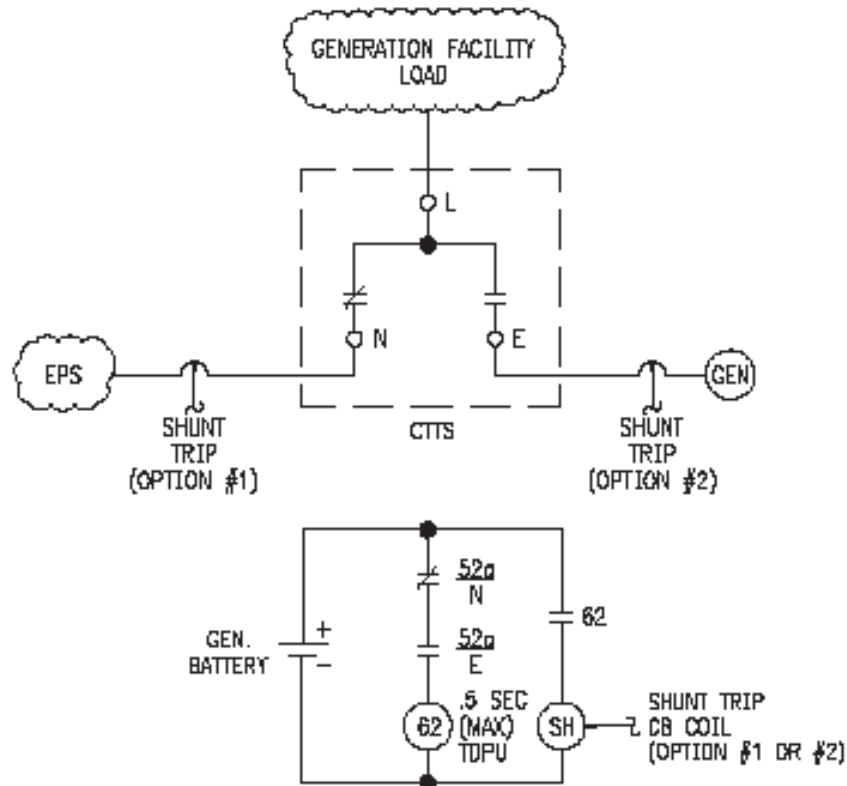 GENERATION FACILITY
LOAD
L
N
E
EPS
GEN
SHUNT
TRIP
(OPTION #1)
CTTS
SHUNT
TRIP
(OPTION #2)
52a
N
62
GEN.
BATTERY
+
-
52a
E
62
.5 SEC
(MAX)
TDPU
SH
SHUNT TRIP
CB COIL
(OPTION #1 OR #2)